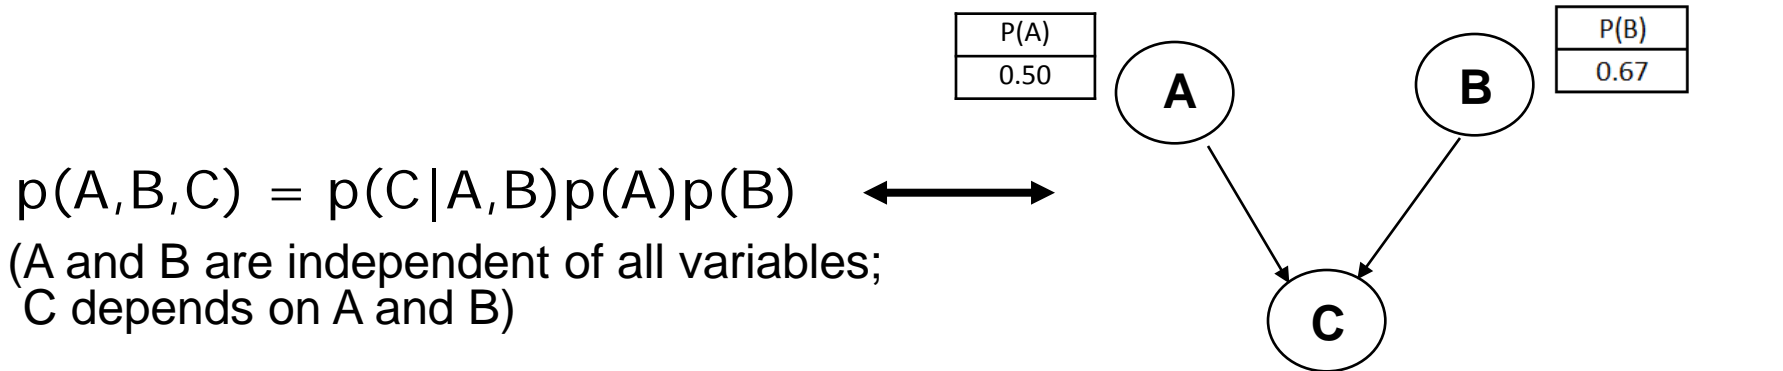 P(A)
0.50
A
B
P(B)
0.67
p(A,B,C) = p(C|A,B)p(A)p(B)
(A and B are independent of all variables;
C depends on A and B)
C